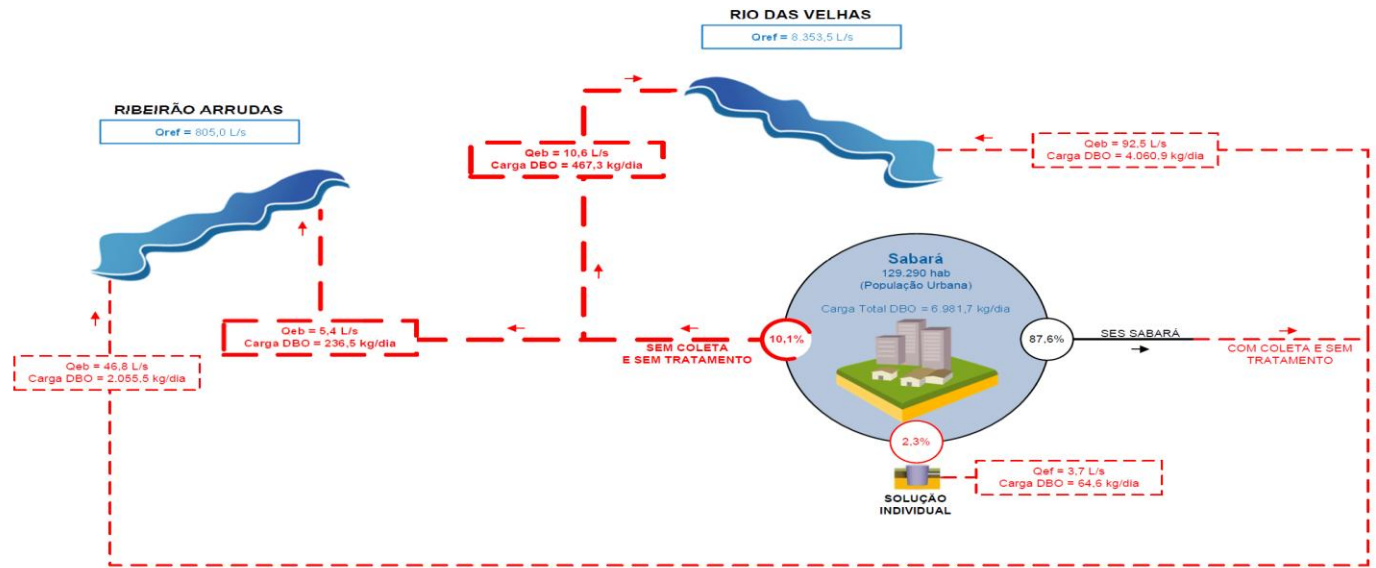 RIO DAS VELHAS
Qref = 8.353,5 L/s
RIBEIRÃO ARRUDAS
Qref = 805,0 L/s
Qeb = 10,6 L/s
Carga DBO = 467,3 kg/dia
Qeb = 92,5 L/s
Carga DBO = 4.060,9 kg/dia
Sabará
129.290 hab
(População Urbana)
Carga Total DBO = 6.981,7 kg/dia
Qeb = 5,4 L/s
Carga DBO = 236,5 kg/dia
SEM COLETA
E SEM TRATAMENTO
10,1%
87,6%
SES SABARÁ
COM COLETA E SEM
TRATAMENTO
Qeb = 46,8 L/s
Carga DBO = 2.055,5 kg/dia
2,3%
Qef = 3,7 L/s
Carga DBO = 64,6 kg/dia
SOLUÇÃO
INDIVIDUAL